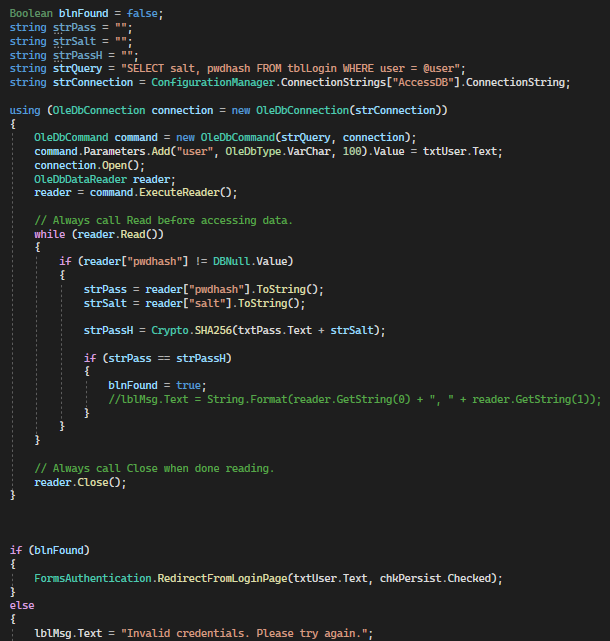 Boolean blnFound = false;
string strPass = "";
string strSalt = "";
string strPassH = "";
string strQuery = "SELECT salt, pwdhash FROM tblLogin WHERE user = @user";
string strConnection = ConfigurationManager.ConnectionStrings["AccessDB"].ConnectionString;
using (OleDbConnection connection = new OleDbConnection(strConnection))
{
OleDbCommand command = new OleDbCommand(strQuery, connection);
command.Parameters.Add("user", OleDbType.VarChar, 100).Value = txtUser.Text;
connection.Open();
OleDbDataReader reader;
reader = command.ExecuteReader();
// Always call Read before accessing data.
while (reader.Read())
{
if (reader["pwdhash"] != DBNull.Value)
{
strPass = reader["pwdhash"].ToString();
strSalt = reader["salt"].ToString();
strPassH = Crypto.SHA256(txtPass.Text + strSalt);
if (strPass == strPassH)
{
blnFound = true;
//lblMsg.Text = String.Format(reader.GetString(0) + ", " + reader.GetString(1));
}
}
}
// Always call Close when done reading.
reader.Close();
}
if (blnFound)
{
FormsAuthentication.RedirectFromLoginPage(txtUser.Text, chkPersist.Checked);
}
else
{
lblMsg.Text = "Invalid credentials. Please try again.";